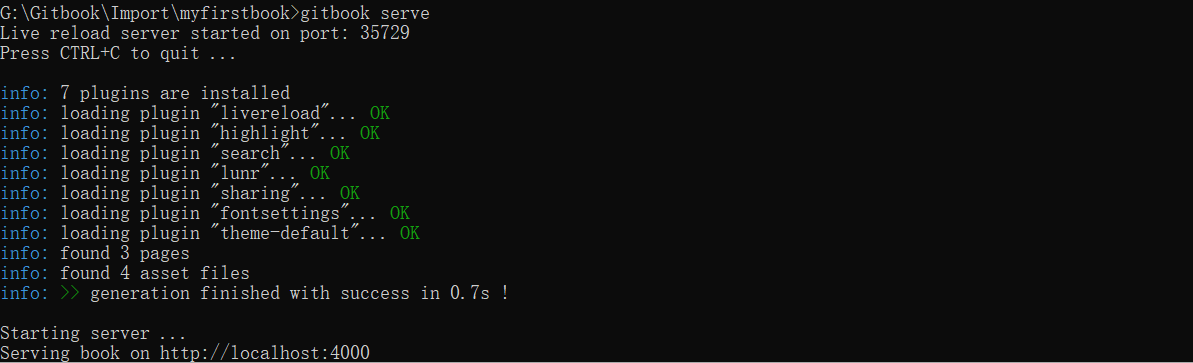 G:\Gitbook\Import\myfirstbook>gitbook serve
Live reload server started on port: 35729
Press CTRL+C to quit ...
info: 7 plugins are installed
info: loading plugin "livereload"... OK
info: loading plugin "highlight"... OK
info: loading plugin "search"... OK
info: loading plugin "lunr"... OK
info: loading plugin "sharing"... OK
info: loading plugin "fontsettings"... OK
info: loading plugin "theme-default"... OK
info: found 3 pages
info: found 4 asset files
info: >> generation finished with success in 0.7s !
Starting server ...
Serving book on http://localhost:4000